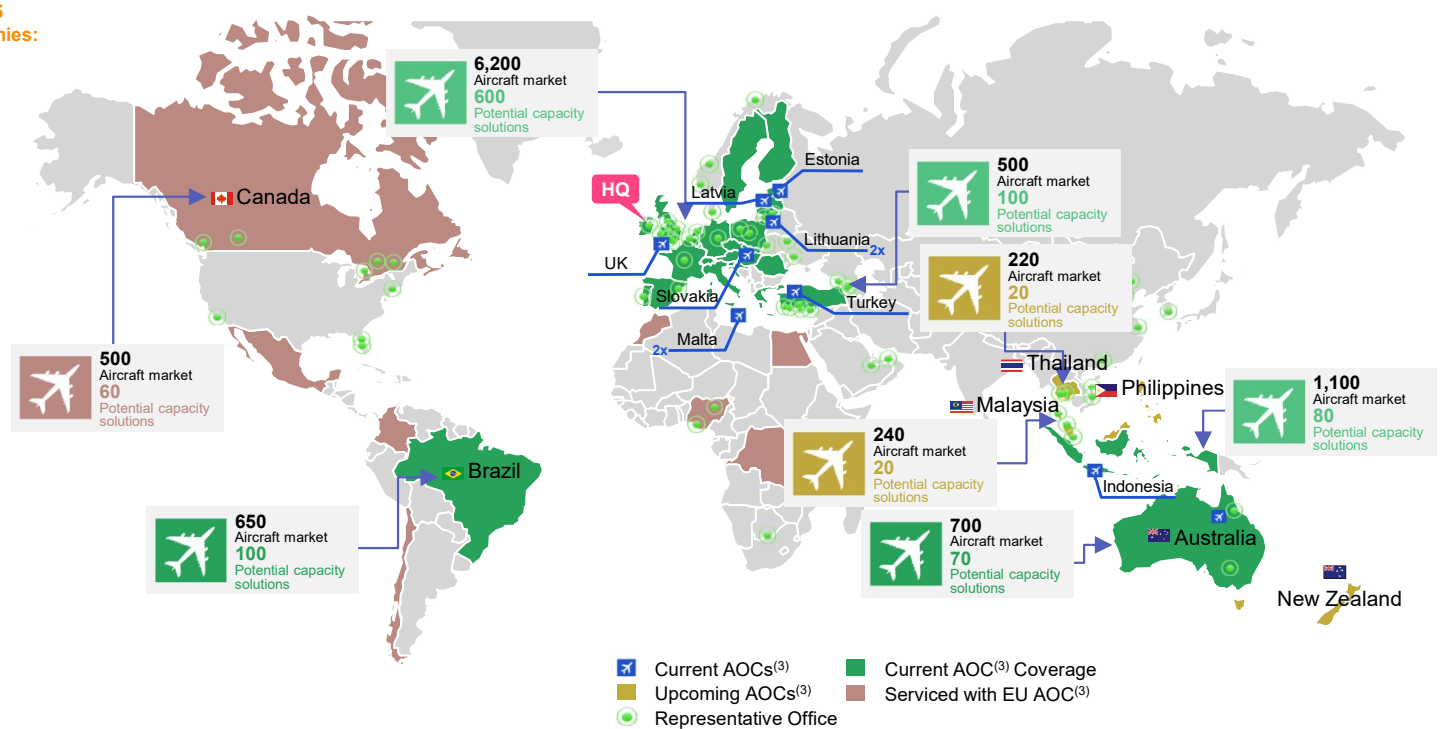 5
nies:
6,200
Aircraft market
600
Potential capacity
solutions
Estonia
500
Aircraft market
100
Potential capacity
solutions
HQ
Latvia
Canada
Lithuania
2x
UK
220
Aircraft market
20
Potential capacity
solutions
Slovakia
Turkey
Malta
2x
500
Aircraft market
60
Potential capacity
solutions
Thailand
Philippines
Malaysia
1,100
Aircraft market
80
Potential capacity
solutions
240
Aircraft market
20
Potential capacity
solutions
Brazil
Indonesia
650
Aircraft market
100
Potential capacity
solutions
700
Aircraft market
70
Potential capacity
solutions
Australia
New Zealand
Current AOCs(3)
Current AOC(3) Coverage
Upcoming AOCs(3)
Serviced with EU AOC(3)
Representative Office